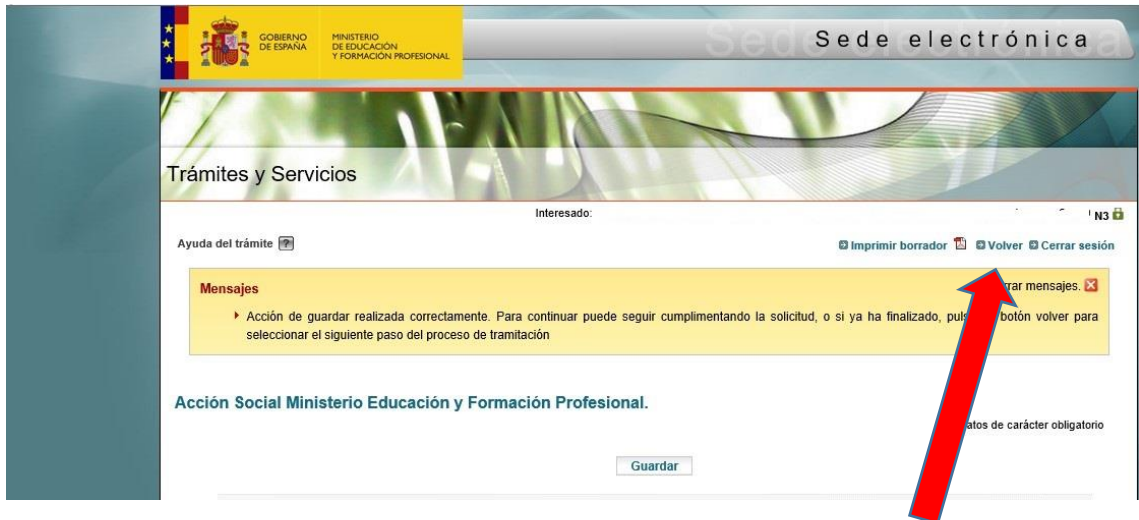 GOBIERNO
DE ESPAÑA
MINISTERIO
DE EDUCACIÓN
Y FORMACIÓN PROFESIONAL
Sede electrónica
Trámites y Servicios
Interesado:
N3
Ayuda del trámite ?
Imprimir borrador Volver Cerrar sesión
Mensajes
mensajes.
Acción de guardar realizada correctamente. Para continuar puede seguir cumplimentando la solicitud, o si ya ha finalizado, botón volver para
seleccionar el siguiente paso del proceso de tramitación
Acción Social Ministerio Educación y Formación Profesional.
de carácter obligatorio
Guardar